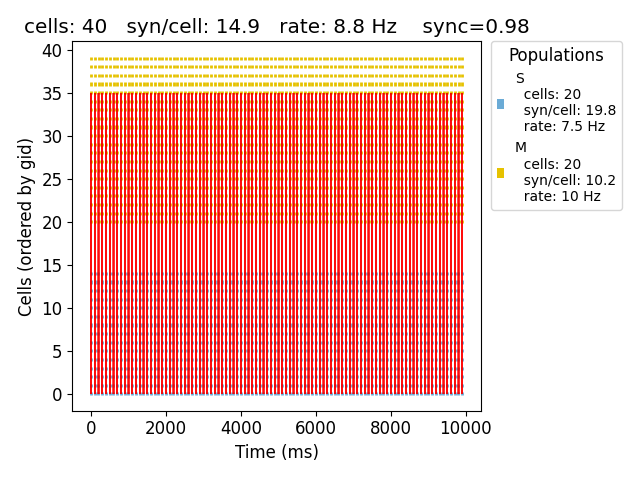 cells: 40   syn/cell: 14.9   rate: 8.8 Hz    sync=0.98
40
35
30
25
20
15
10
5
0
Cells (ordered by gid)
0 2000 4000 6000 8000 10000
Time (ms)
Populations
S
cells: 20
syn/cell: 19.8
rate: 7.5 Hz
M
cells: 20
syn/cell: 10.2
rate: 10 Hz